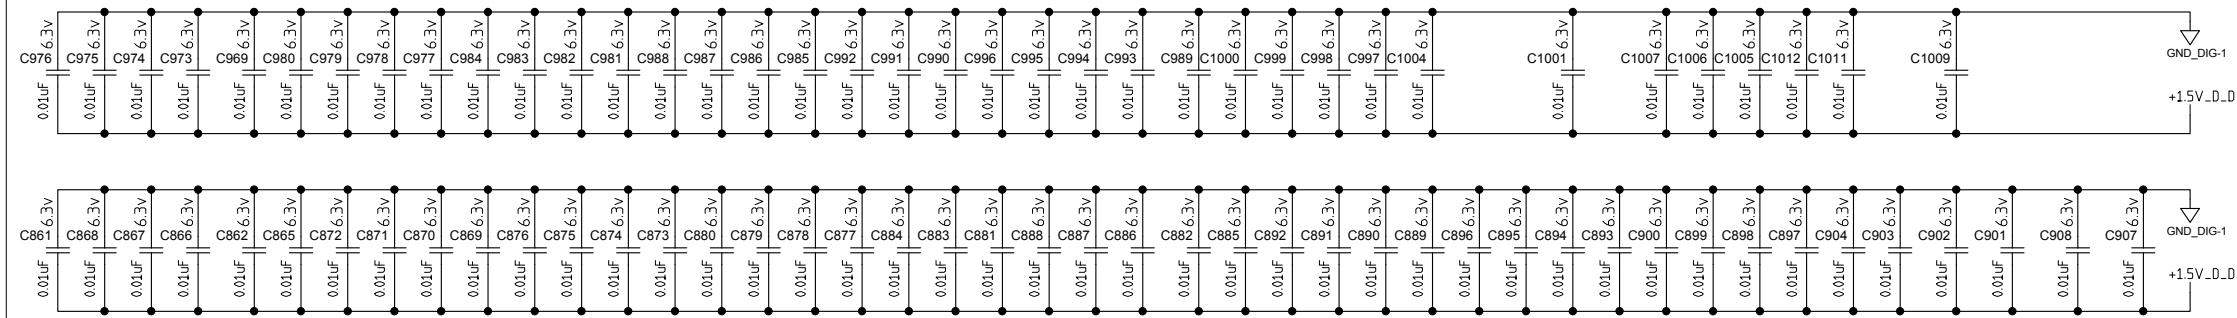 6.3v 6.3v 6.3v 6.3v 6.3v 6.3v 6.3v 6.3v 6.3v 6.3v 6.3v 6.3v 6.3v 6.3v 6.3v 6.3v 6.3v 6.3v 6.3v 6.3v 6.3v 6.3v 6.3v 6.3v 6.3v 6.3v 6.3v 6.3v 6.3v 6.3v 6.3v 6.3v 6.3v 6.3v 6.3v 6.3v 6.3v
C976 C975 C974 C973 C969 C980 C979 C978 C977 C984 C983 C982 C981 C988 C987 C986 C985 C992 C991 C990 C996 C995 C994 C993 C989 C1000 C999 C998 C997 C1004 C1001 C1007 C1006 C1005 C1012 C1011 C1009
GND_DIG-1
0.01uF 0.01uF 0.01uF 0.01uF 0.01uF 0.01uF 0.01uF 0.01uF 0.01uF 0.01uF 0.01uF 0.01uF 0.01uF 0.01uF 0.01uF 0.01uF 0.01uF 0.01uF 0.01uF 0.01uF 0.01uF 0.01uF 0.01uF 0.01uF 0.01uF 0.01uF 0.01uF 0.01uF 0.01uF 0.01uF 0.01uF 0.01uF 0.01uF 0.01uF 0.01uF 0.01uF 0.01uF
+1.5V_D_D
6.3v 6.3v 6.3v 6.3v 6.3v 6.3v 6.3v 6.3v 6.3v 6.3v 6.3v 6.3v 6.3v 6.3v 6.3v 6.3v 6.3v 6.3v 6.3v 6.3v 6.3v 6.3v 6.3v 6.3v 6.3v 6.3v 6.3v 6.3v 6.3v 6.3v 6.3v 6.3v 6.3v 6.3v 6.3v 6.3v 6.3v 6.3v 6.3v 6.3v 6.3v 6.3v 6.3v 6.3v
C861 C868 C867 C866 C862 C865 C872 C871 C870 C869 C876 C875 C874 C873 C880 C879 C878 C877 C884 C883 C881 C888 C887 C886 C882 C885 C892 C891 C890 C889 C896 C895 C894 C893 C900 C899 C898 C897 C904 C903 C902 C901 C908 C907
GND_DIG-1
0.01uF 0.01uF 0.01uF 0.01uF 0.01uF 0.01uF 0.01uF 0.01uF 0.01uF 0.01uF 0.01uF 0.01uF 0.01uF 0.01uF 0.01uF 0.01uF 0.01uF 0.01uF 0.01uF 0.01uF 0.01uF 0.01uF 0.01uF 0.01uF 0.01uF 0.01uF 0.01uF 0.01uF 0.01uF 0.01uF 0.01uF 0.01uF 0.01uF 0.01uF 0.01uF 0.01uF 0.01uF 0.01uF 0.01uF 0.01uF 0.01uF 0.01uF 0.01uF 0.01uF
+1.5V_D_D